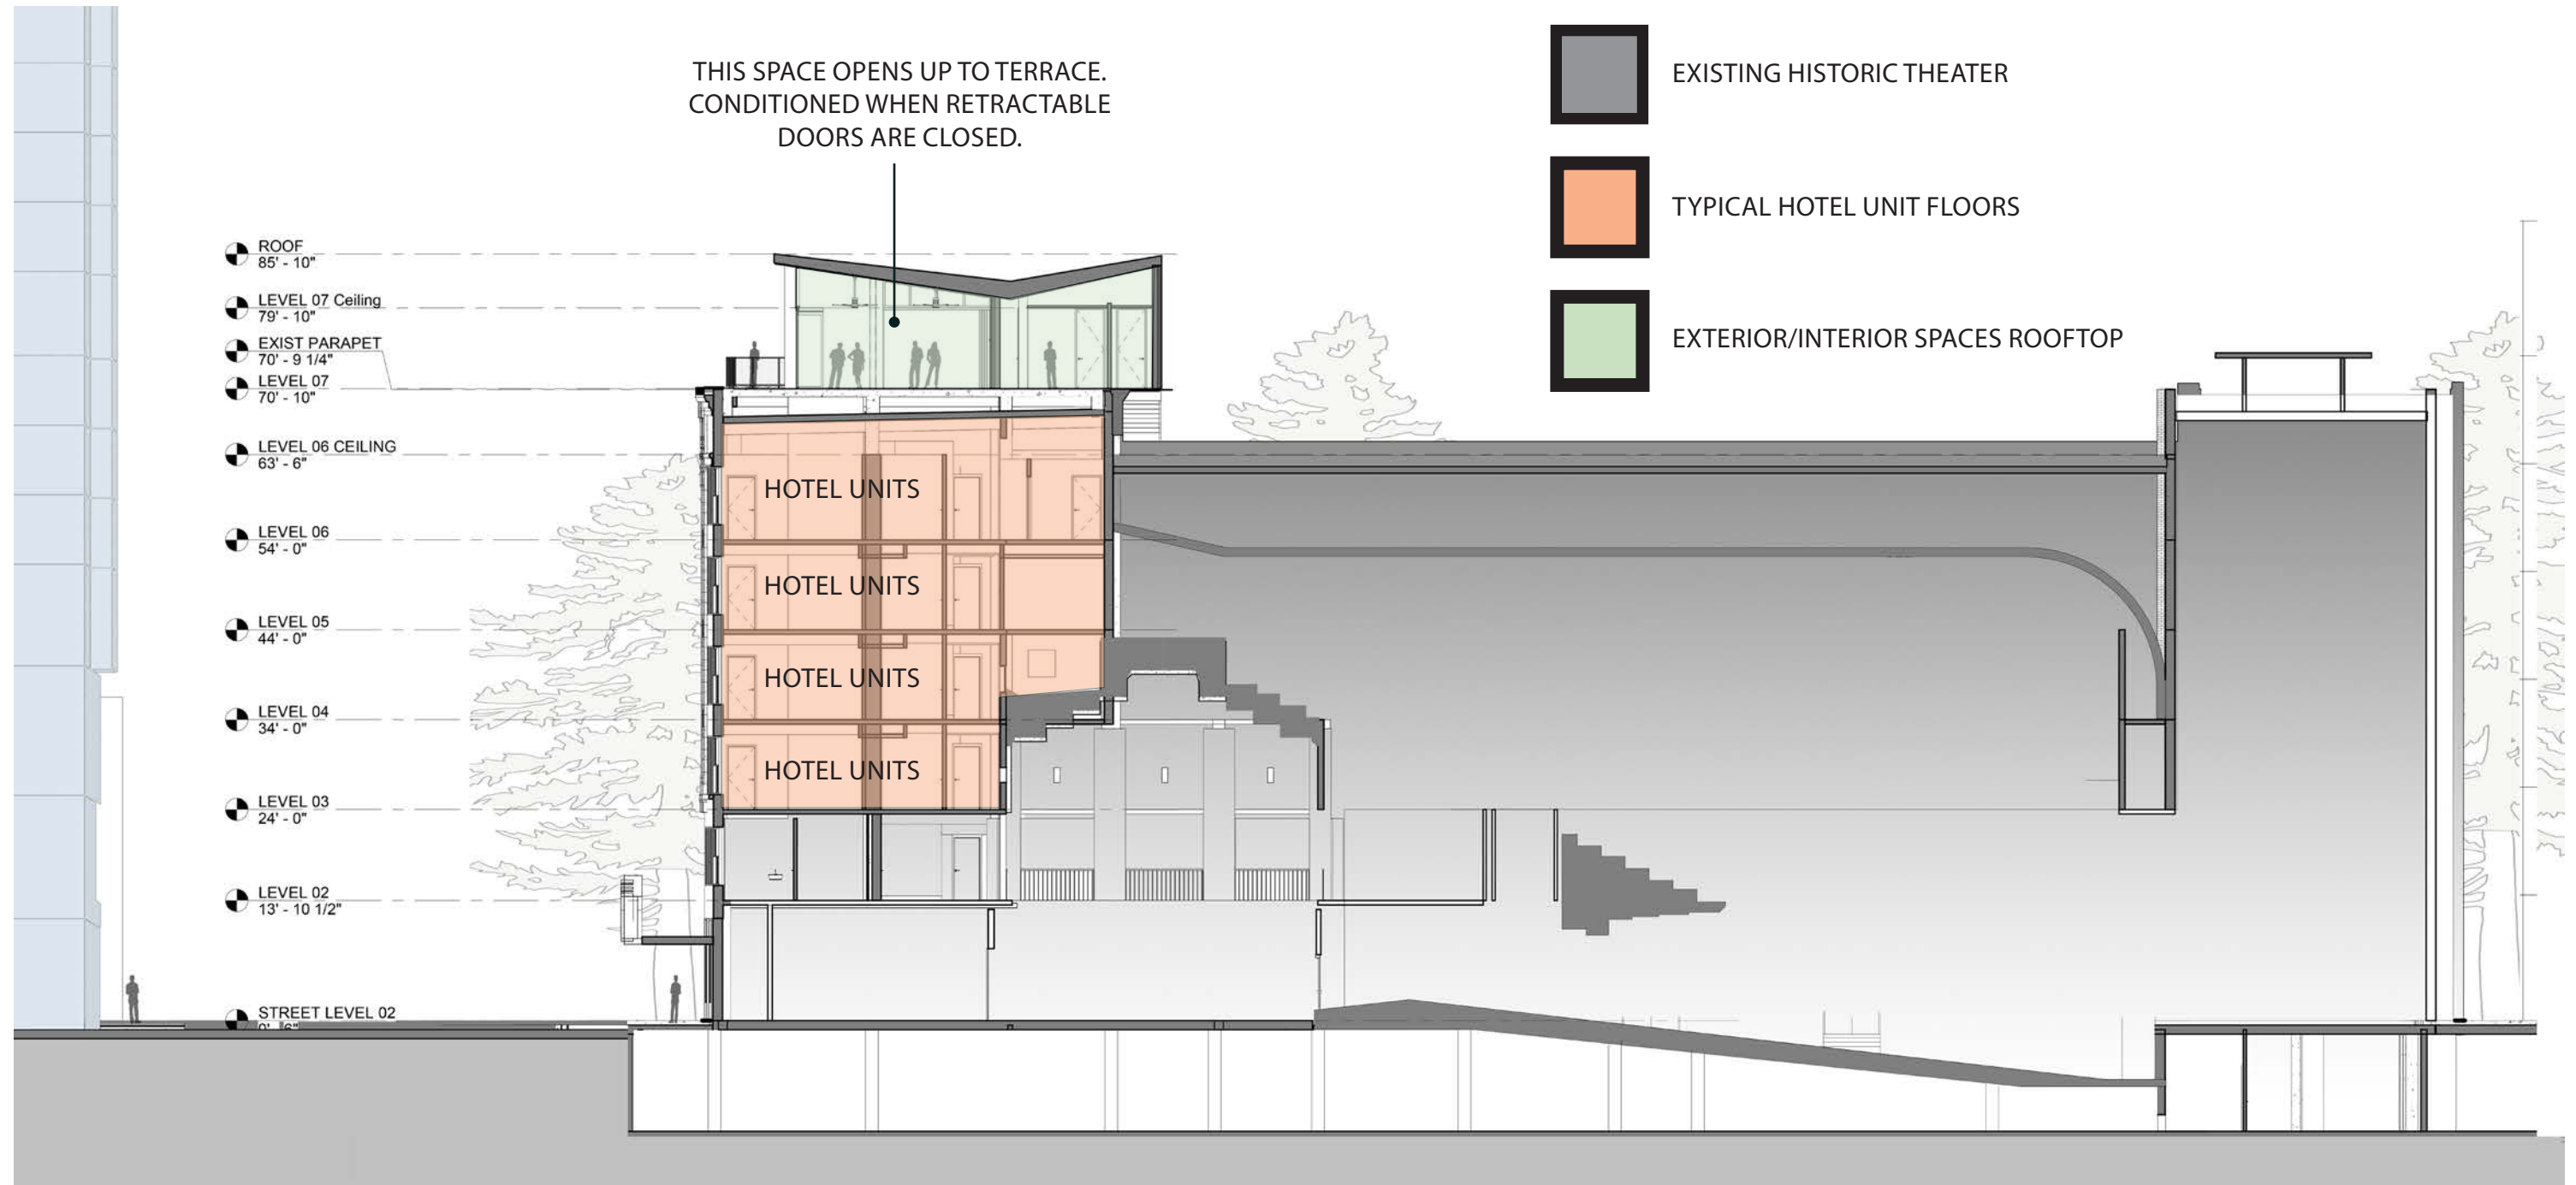 THIS SPACE OPENS UP TO TERRACE.
CONDITIONED WHEN RETRACTABLE
DOORS ARE CLOSED.
EXISTING HISTORIC THEATER
TYPICAL HOTEL UNIT FLOORS
EXTERIOR/INTERIOR SPACES ROOFTOP
ROOF
85' - 10"
LEVEL 07 Ceiling
79' - 10"
EXIST PARAPET
70' - 9 1/4"
LEVEL 07
70' - 10"
LEVEL 06 CEILING
63' - 6"
LEVEL 06
54' - 0"
LEVEL 05
44' - 0"
LEVEL 04
34' - 0"
LEVEL 03
24' - 0"
LEVEL 02
13' - 10 1/2"
STREET LEVEL 02
0' - 6"
HOTEL UNITS
HOTEL UNITS
HOTEL UNITS
HOTEL UNITS